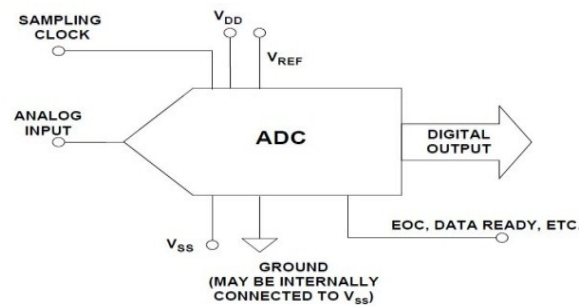 SAMPLING
CLOCK
VDD
VREF
ANALOG
INPUT
ADC
DIGITAL
OUTPUT
VSS
EOC, DATA READY, ETC.
GROUND
(MAY BE INTERNALLY
CONNECTED TO VSS)